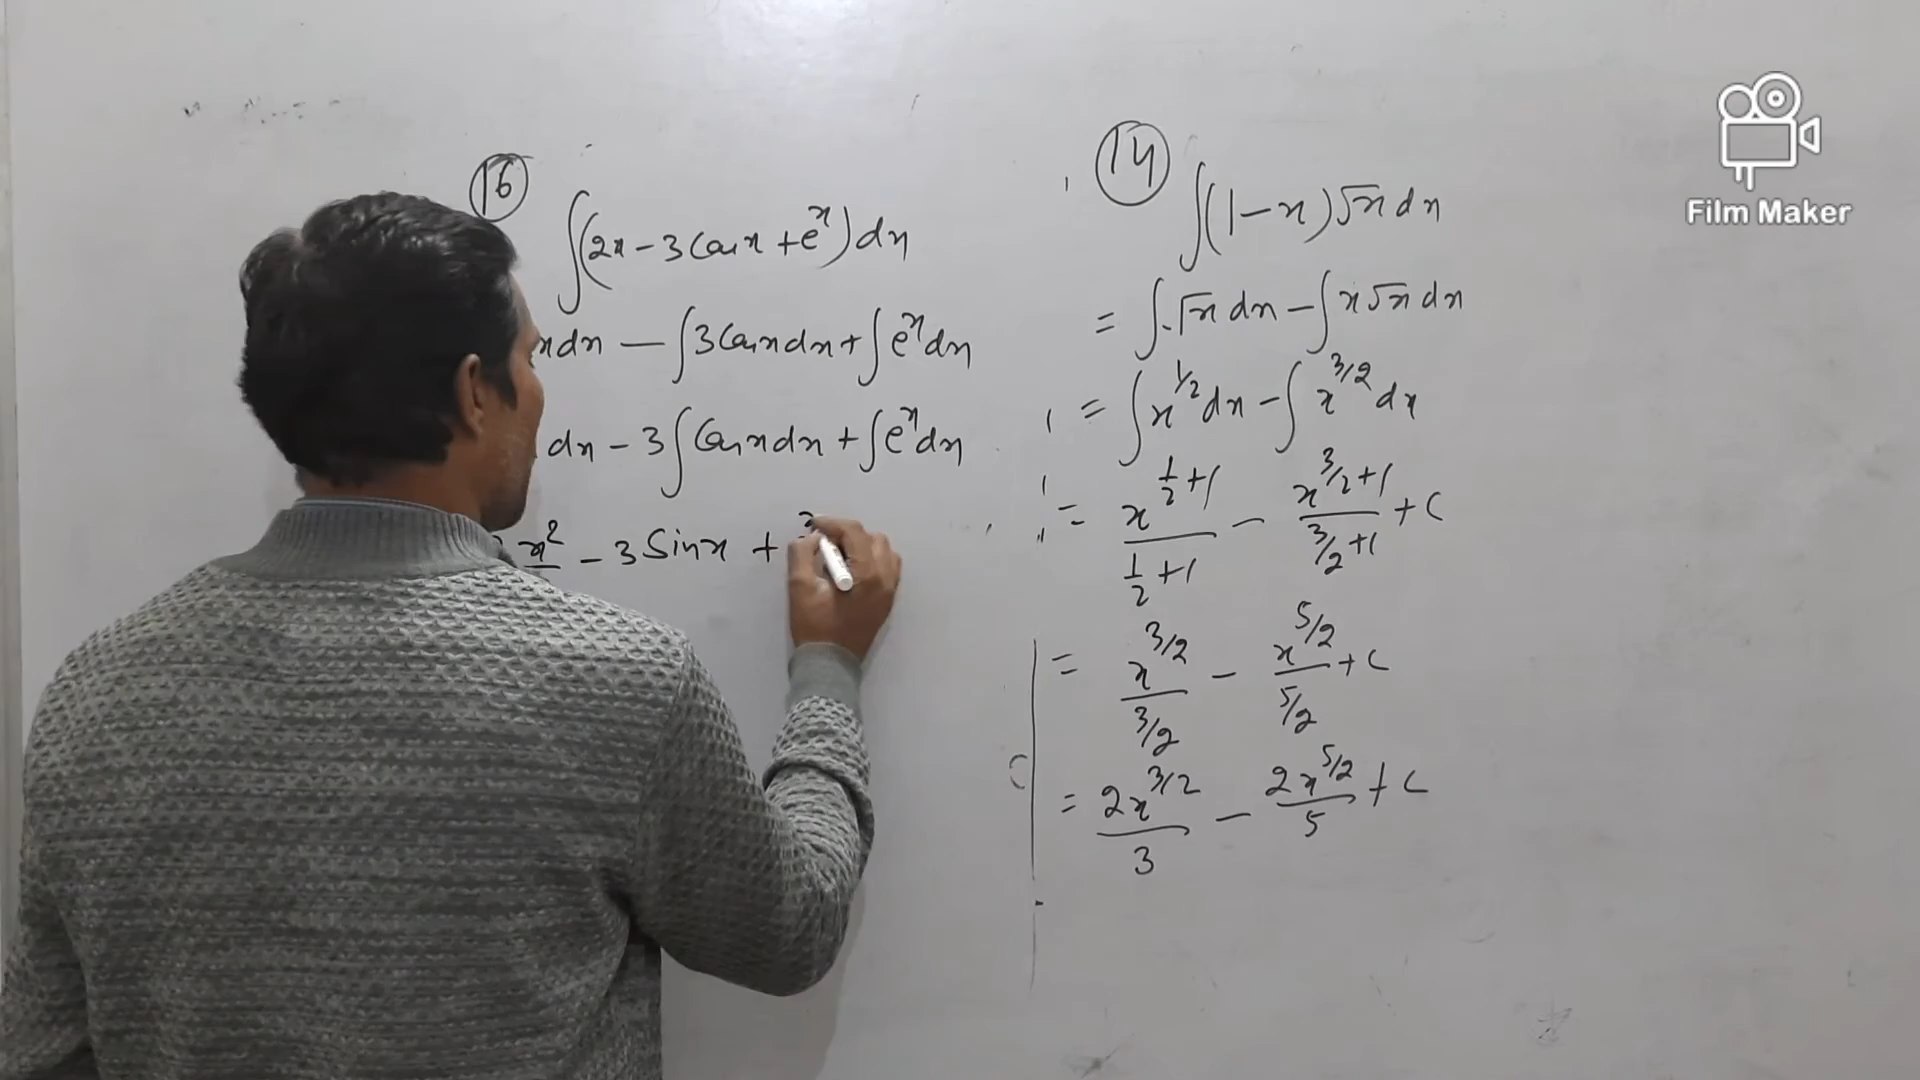 16
∫(2x - 3 Cos x + e^x) dx
x dx - ∫3 Cos x dx + ∫e^x dx
dx - 3∫Cos x dx + ∫e^x dx
x^2 - 3 Sin x +
14
∫(1-x)√x dx
= ∫√x dx - ∫x√x dx
= ∫x^1/2 dx - ∫x^3/2 dx
= x^(1/2+1)/(1/2+1) - x^(3/2+1)/(3/2+1) + c
= x^(3/2)/(3/2) - x^(5/2)/(5/2) + c
= 2x^(3/2)/3 - 2x^(5/2)/5 + c
Film Maker